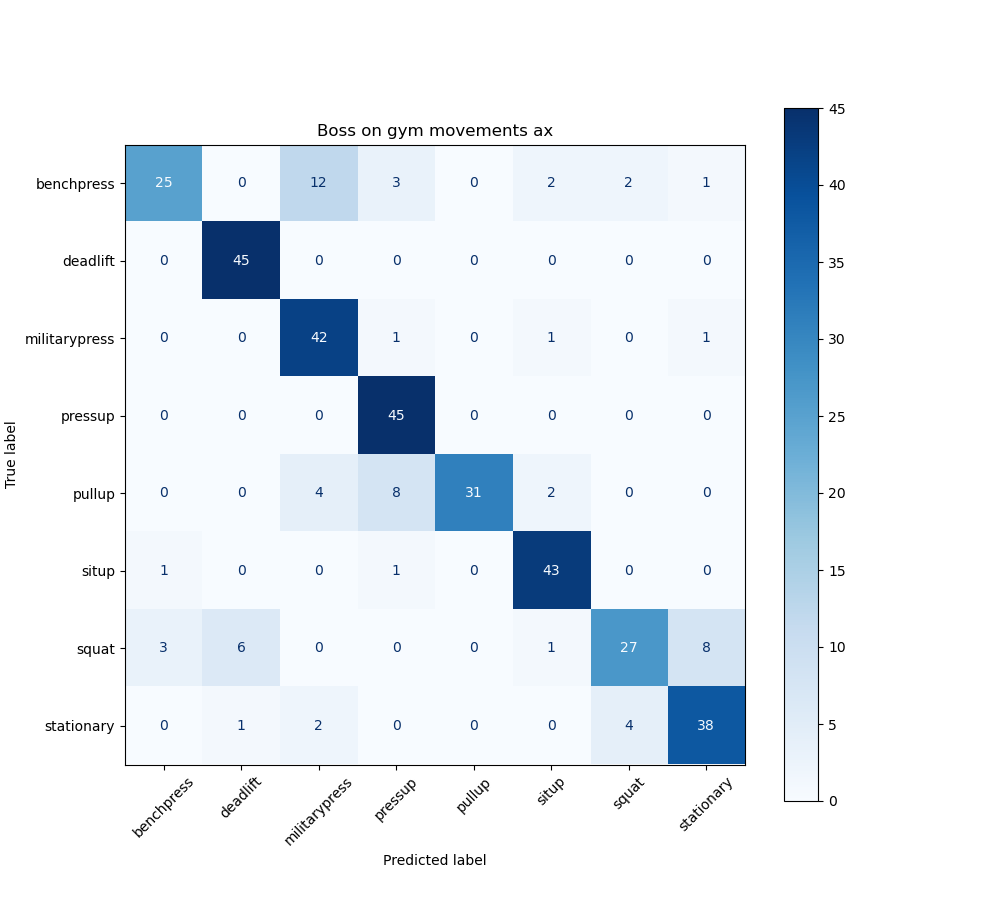 Boss on gym movements ax
45
40
35
30
25
20
15
10
5
0
True label
benchpress 25 0 12 3 0 2 2 1
deadlift 0 45 0 0 0 0 0 0
militarypress 0 0 42 1 0 1 0 1
pressup 0 0 0 45 0 0 0 0
pullup 0 0 4 8 31 2 0 0
situp 1 0 0 1 0 43 0 0
squat 3 6 0 0 0 1 27 8
stationary 0 1 2 0 0 0 4 38
benchpress deadlift militarypress pressup pullup situp squat stationary
Predicted label